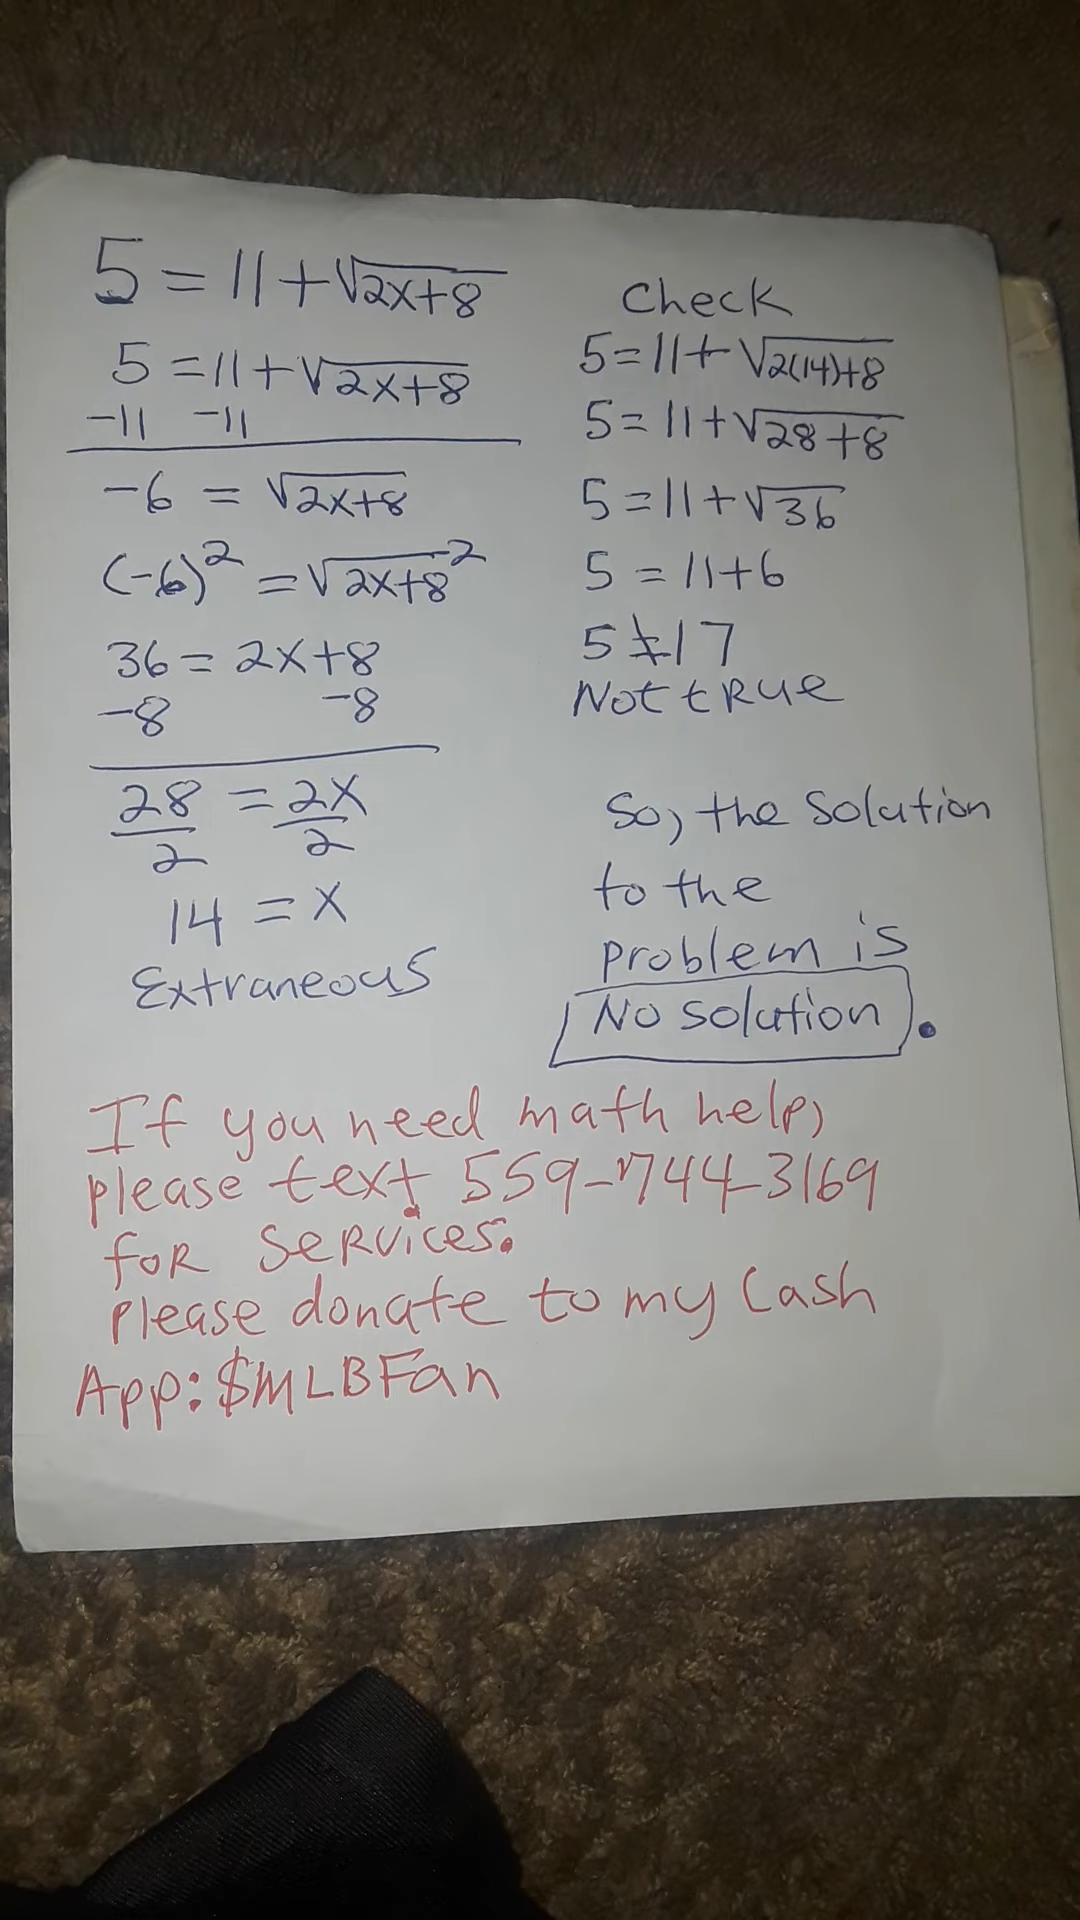 5 = 11 + √2x+8
5 = 11 + √2x+8
-11 -11
-6 = √2x+8
(-6)² = √2x+8²
36 = 2x+8
-8 -8
28 = 2x
2 2
14 = x
Extraneous
Check
5 = 11 + √2(14)+8
5 = 11 + √28+8
5 = 11 + √36
5 = 11+6
5 ≠ 17
Not true
So, the solution
to the
problem is
No solution.
If you need math help,
please text 559-744-3169
for services.
please donate to my Cash
App: $MLBFan